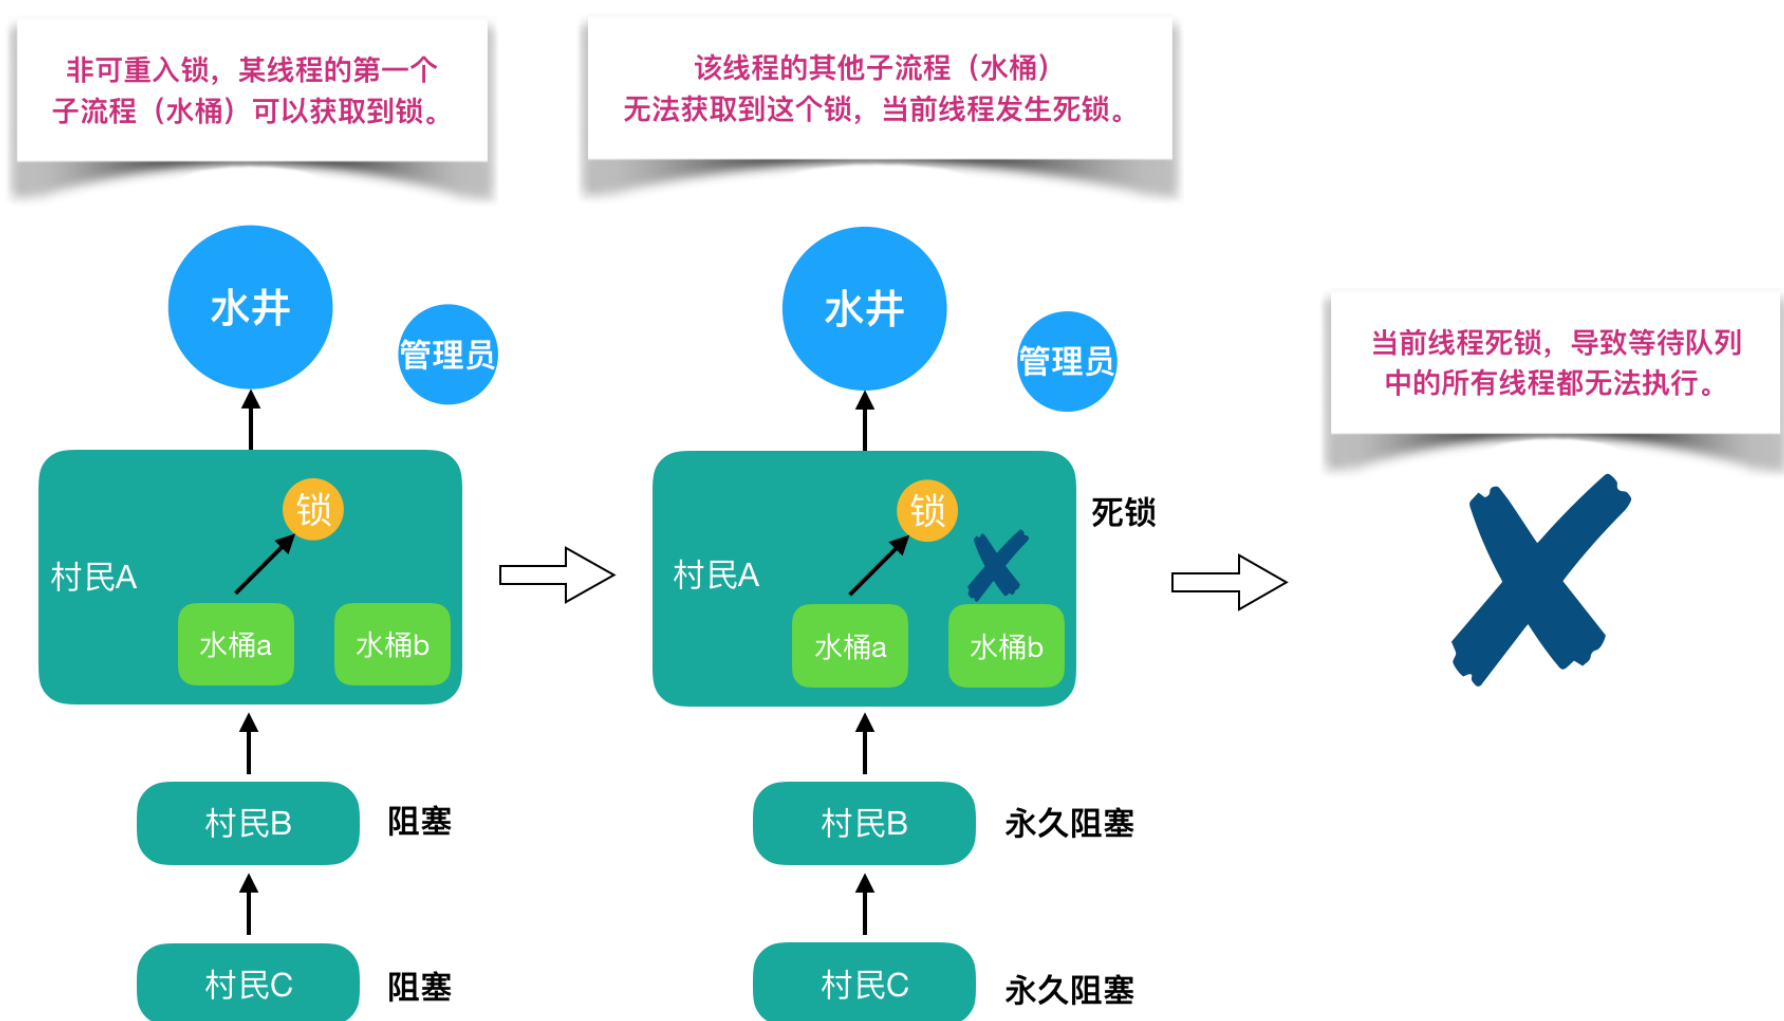 非可重入锁，某线程的第一个
子流程（水桶）可以获取到锁。
该线程的其他子流程（水桶）
无法获取到这个锁，当前线程发生死锁。
当前线程死锁，导致等待队列
中的所有线程都无法执行。
水井
管理员
锁
村民A
水桶a
水桶b
村民B
阻塞
村民C
阻塞
水井
管理员
锁
死锁
村民A
水桶a
水桶b
村民B
永久阻塞
村民C
永久阻塞